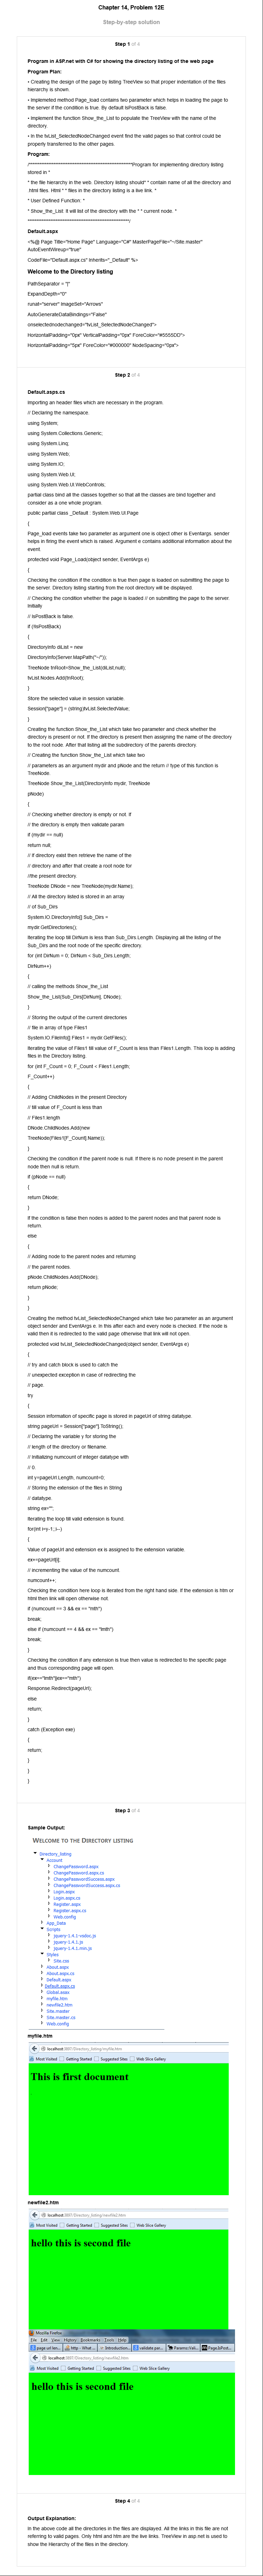 Chapter 14, Problem 12E
Step-by-step solution
Step 1 of 4
Program in ASP.net with C# for showing the directory listing of the web page
Program Plan:
• Creating the design of the page by listing TreeView so that proper indentation of the files
hierarchy is shown.
• Implemeted method Page_load contains two parameter which helps in loading the page to
the server if the condition is true. By default IsPostBack is false.
• Implement the function Show_the_List to populate the TreeView with the name of the
directory.
• In the tvList_SelectedNodeChanged event find the valid pages so that control could be
properly transferred to the other pages.
Program:
/**********************************************************Program for implementing directory listing
stored in *
* the file hierarchy in the web. Directory listing should* * contain name of all the directory and
.html files. Html * * files in the directory listing is a live link. *
* User Defined Function: *
* Show_the_List: It will list of the directory with the * * current node. *
**********************************************************/
Default.aspx
<%@ Page Title="Home Page" Language="C#" MasterPageFile="~/Site.master"
AutoEventWireup="true"
CodeFile="Default.aspx.cs" Inherits="_Default" %>
Welcome to the Directory listing
PathSeparator = "|"
ExpandDepth="0"
runat="server" ImageSet="Arrows"
AutoGenerateDataBindings="False"
onselectednodechanged="tvList_SelectedNodeChanged">
HorizontalPadding="0px" VerticalPadding="0px" ForeColor="#5555DD">
HorizontalPadding="5px" ForeColor="#000000" NodeSpacing="0px">
Step 2 of 4
Default.asps.cs
Importing an header files which are necessary in the program.
// Declaring the namespace.
using System;
using System.Collections.Generic;
using System.Linq;
using System.Web;
using System.IO;
using System.Web.UI;
using System.Web.UI.WebControls;
partial class bind all the classes together so that all the classes are bind together and
consider as a one whole program.
public partial class _Default : System.Web.UI.Page
{
Page_load events take two parameter as argument one is object other is Eventargs. sender
helps in firing the event which is raised. Argument e contains additional information about the
event.
protected void Page_Load(object sender, EventArgs e)
{
Checking the condition if the condition is true then page is loaded on submitting the page to
the server. Directory listing starting from the root directory will be displayed.
// Checking the condition whether the page is loaded // on submitting the page to the server.
Initially
// IsPostBack is false.
if (!IsPostBack)
{
DirectoryInfo diList = new
DirectoryInfo(Server.MapPath("~/"));
TreeNode InRoot=Show_the_List(diList,null);
tvList.Nodes.Add(InRoot);
}
Store the selected value in session variable.
Session["page"] = (string)tvList.SelectedValue;
}
Creating the function Show_the_List which take two parameter and check whether the
directory is present or not. If the directory is present then assigning the name of the directory
to the root node. After that listing all the subdirectory of the parents directory.
// Creating the function Show_the_List which take two
// parameters as an argument mydir and pNode and the return // type of this function is
TreeNode.
TreeNode Show_the_List(DirectoryInfo mydir, TreeNode
pNode)
{
// Checking whether directory is empty or not. If
// the directory is empty then validate param
if (mydir == null)
return null;
// If directory exist then retrieve the name of the
// directory and after that create a root node for
//the present directory.
TreeNode DNode = new TreeNode(mydir.Name);
// All the directory listed is stored in an array
// of Sub_Dirs
System.IO.DirectoryInfo[] Sub_Dirs =
mydir.GetDirectories();
Iterating the loop till DirNum is less than Sub_Dirs.Length. Displaying all the listing of the
Sub_Dirs and the root node of the specific directory.
for (int DirNum = 0; DirNum < Sub_Dirs.Length;
DirNum++)
{
// calling the methods Show_the_List
Show_the_List(Sub_Dirs[DirNum], DNode);
}
// Storing the output of the current directories
// file in array of type Files1
System.IO.FileInfo[] Files1 = mydir.GetFiles();
Iterating the value of Files1 till value of F_Count is less than Files1.Length. This loop is adding
files in the Directory listing.
for (int F_Count = 0; F_Count < Files1.Length;
F_Count++)
{
// Adding ChildNodes in the present Directory.
// till value of F_Count is less than
// Files1.length
DNode.ChildNodes.Add(new
TreeNode(Files1[F_Count].Name));
}
Checking the condition if the parent node is null. If there is no node present in the parent
node then null is return.
if (pNode == null)
{
return DNode;
}
If the condition is false then nodes is added to the parent nodes and that parent node is
return.
else
{
// Adding node to the parent nodes and returning
// the parent nodes.
pNode.ChildNodes.Add(DNode);
return pNode;
}
}
Creating the method tvList_SelectedNodeChanged which take two parameter as an argument
object sender and EventArgs e. In this after each and every node is checked. If the node is
valid then it is redirected to the valid page otherwise that link will not open.
protected void tvList_SelectedNodeChanged(object sender, EventArgs e)
{
// try and catch block is used to catch the
// unexpected exception in case of redirecting the
// page.
try
{
Session information of specific page is stored in pageUrl of string datatype.
string pageUrl = Session["page"].ToString();
// Declaring the variable y for storing the
// length of the directory or filename.
// Initializing numcount of integer datatype with
// 0.
int y=pageUrl.Length, numcount=0;
// Storing the extension of the files in String
// datatype.
string ex="";
Iterating the loop till valid extension is found.
for(int i=y-1;;i--)
{
Value of pageUrl and extension ex is assigned to the extension variable.
ex+=pageUrl[i];
// incrementing the value of the numcount.
numcount++;
Checking the condition here loop is iterated from the right hand side. If the extension is htm or
html then link will open otherwise not.
if (numcount == 3 && ex == "mth")
break;
else if (numcount == 4 && ex == "lmth")
break;
}
Checking the condition if any extension is true then value is redirected to the specific page
and thus corresponding page will open.
if(ex=="lmth"||ex=="mth")
Response.Redirect(pageUrl);
else
return;
}
catch (Exception exe)
{
return;
}
}
}
Step 3 of 4
Sample Output:
WELCOME TO THE DIRECTORY LISTING
Directory_listing
Account
ChangePassword.aspx
ChangePassword.aspx.cs
ChangePasswordSuccess.aspx
ChangePasswordSuccess.aspx.cs
Login.aspx
Login.aspx.cs
Register.aspx
Register.aspx.cs
Web.config
App_Data
Scripts
jquery-1.4.1-vsdoc.js
jquery-1.4.1.js
jquery-1.4.1.min.js
Styles
Site.css
About.aspx
About.aspx.cs
Default.aspx
Default.aspx.cs
Global.asax
myfile.htm
newfile2.htm
Site.master
Site.master.cs
Web.config
myfile.htm
localhost:5897/Directory_listing/myfile.htm
Most Visited Getting Started Suggested Sites Web Slice Gallery
This is first document
newfile2.htm
localhost:5897/Directory_listing/newfile2.htm
Most Visited Getting Started Suggested Sites Web Slice Gallery
hello this is second file
Mozilla Firefox
File Edit View History Bookmarks Tools Help
localhost:5897/Directory_listing/newfile2.htm
Most Visited Getting Started Suggested Sites Web Slice Gallery
hello this is second file
Step 4 of 4
Output Explanation:
In the above code all the directories in the files are displayed. All the links in this file are not
referring to valid pages. Only html and htm are the live links. TreeView in asp.net is used to
show the Hierarchy of the files in directory.